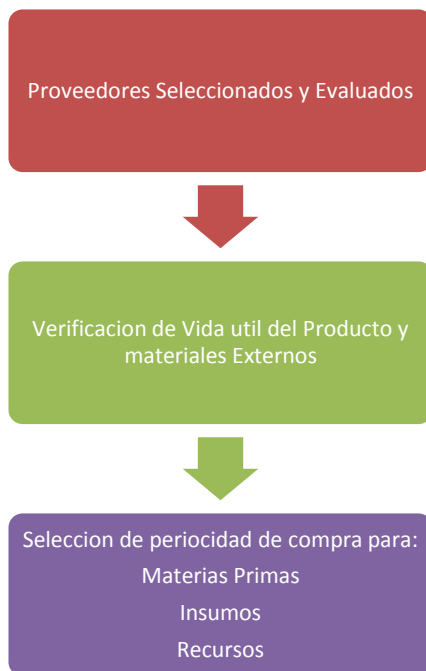 Proveedores Seleccionados y Evaluados
Verificacion de Vida util del Producto y
materiales Externos
Seleccion de periocidad de compra para:
Materias Primas
Insumos
Recursos